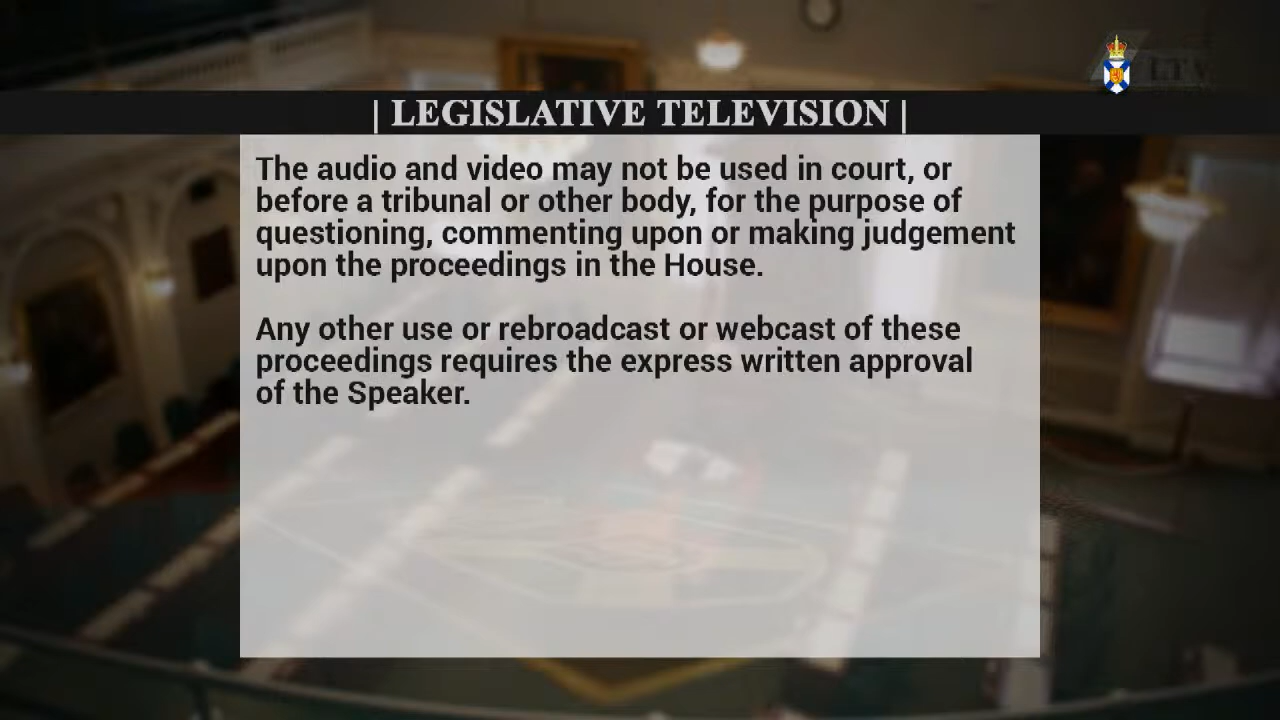 LTV
| LEGISLATIVE TELEVISION |
The audio and video may not be used in court, or
before a tribunal or other body, for the purpose of
questioning, commenting upon or making judgement
upon the proceedings in the House.
Any other use or rebroadcast or webcast of these
proceedings requires the express written approval
of the Speaker.